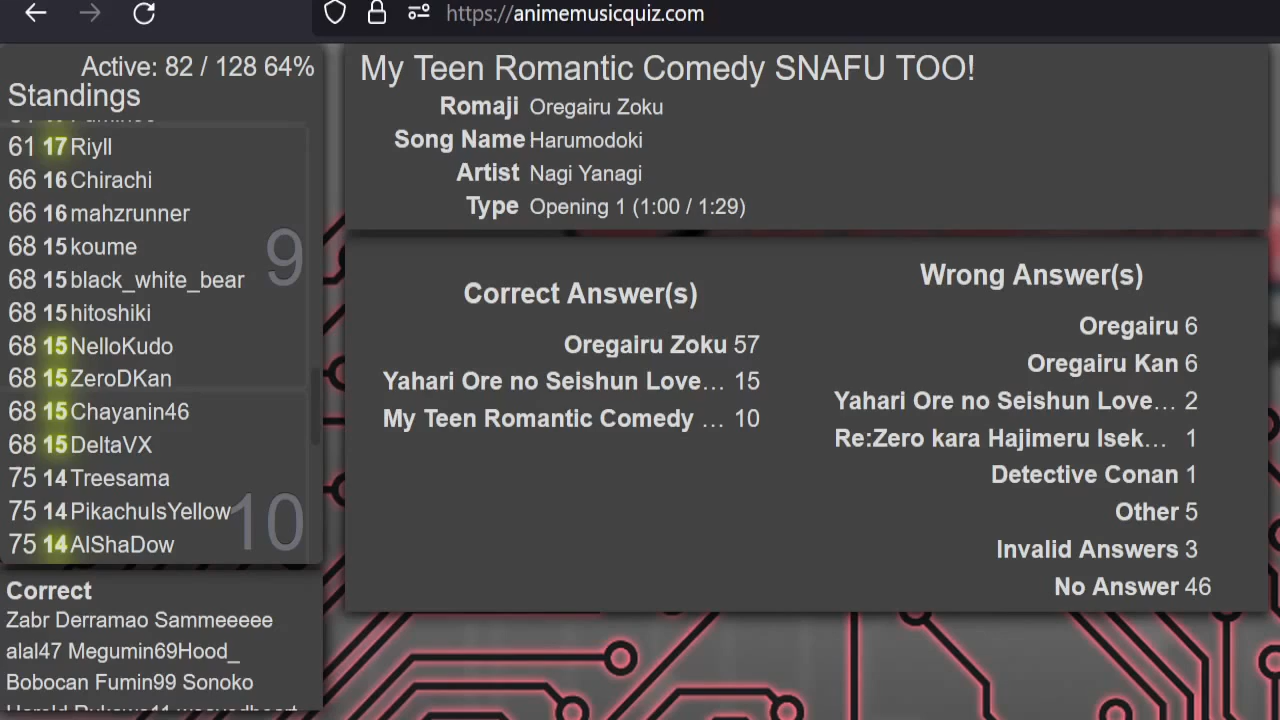 https://animemusicquiz.com
Active: 82 / 128 64%
Standings
61 17 Riyll
66 16 Chirachi
66 16 mahzrunner
68 15 koume
68 15 black_white_bear
9
68 15 hitoshiki
68 15 NelloKudo
68 15 ZeroDKan
68 15 Chayanin46
68 15 DeltaVX
75 14 Treesama
75 14 PikachuIsYellow
10
75 14 AlShaDow
Correct
Zabr Derramao Sammeeeee
alal47 Megumin69Hood_
Bobocan Fumin99 Sonoko
My Teen Romantic Comedy SNAFU TOO!
Romaji Oregairu Zoku
Song Name Harumodoki
Artist Nagi Yanagi
Type Opening 1 (1:00 / 1:29)
Correct Answer(s)
Oregairu Zoku 57
Yahari Ore no Seishun Love… 15
My Teen Romantic Comedy … 10
Wrong Answer(s)
Oregairu 6
Oregairu Kan 6
Yahari Ore no Seishun Love… 2
Re:Zero kara Hajimeru Isek… 1
Detective Conan 1
Other 5
Invalid Answers 3
No Answer 46